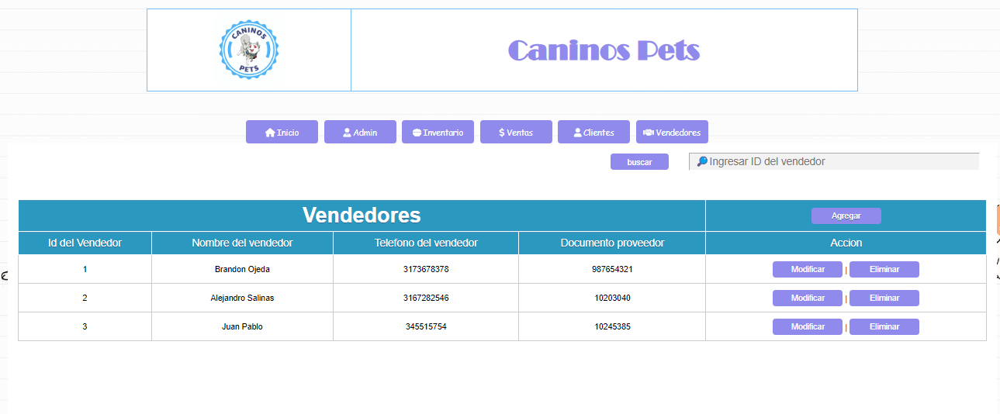 CANINOS
PETS
Caninos Pets
Inicio Admin Inventario Ventas Clientes Vendedores
buscar Ingresar ID del vendedor
Vendedores Agregar
Id del Vendedor Nombre del vendedor Telefono del vendedor Documento proveedor Accion
1 Brandon Ojeda 3173678378 987654321 Modificar | Eliminar
2 Alejandro Salinas 3167282546 10203040 Modificar | Eliminar
3 Juan Pablo 345515754 10245385 Modificar | Eliminar